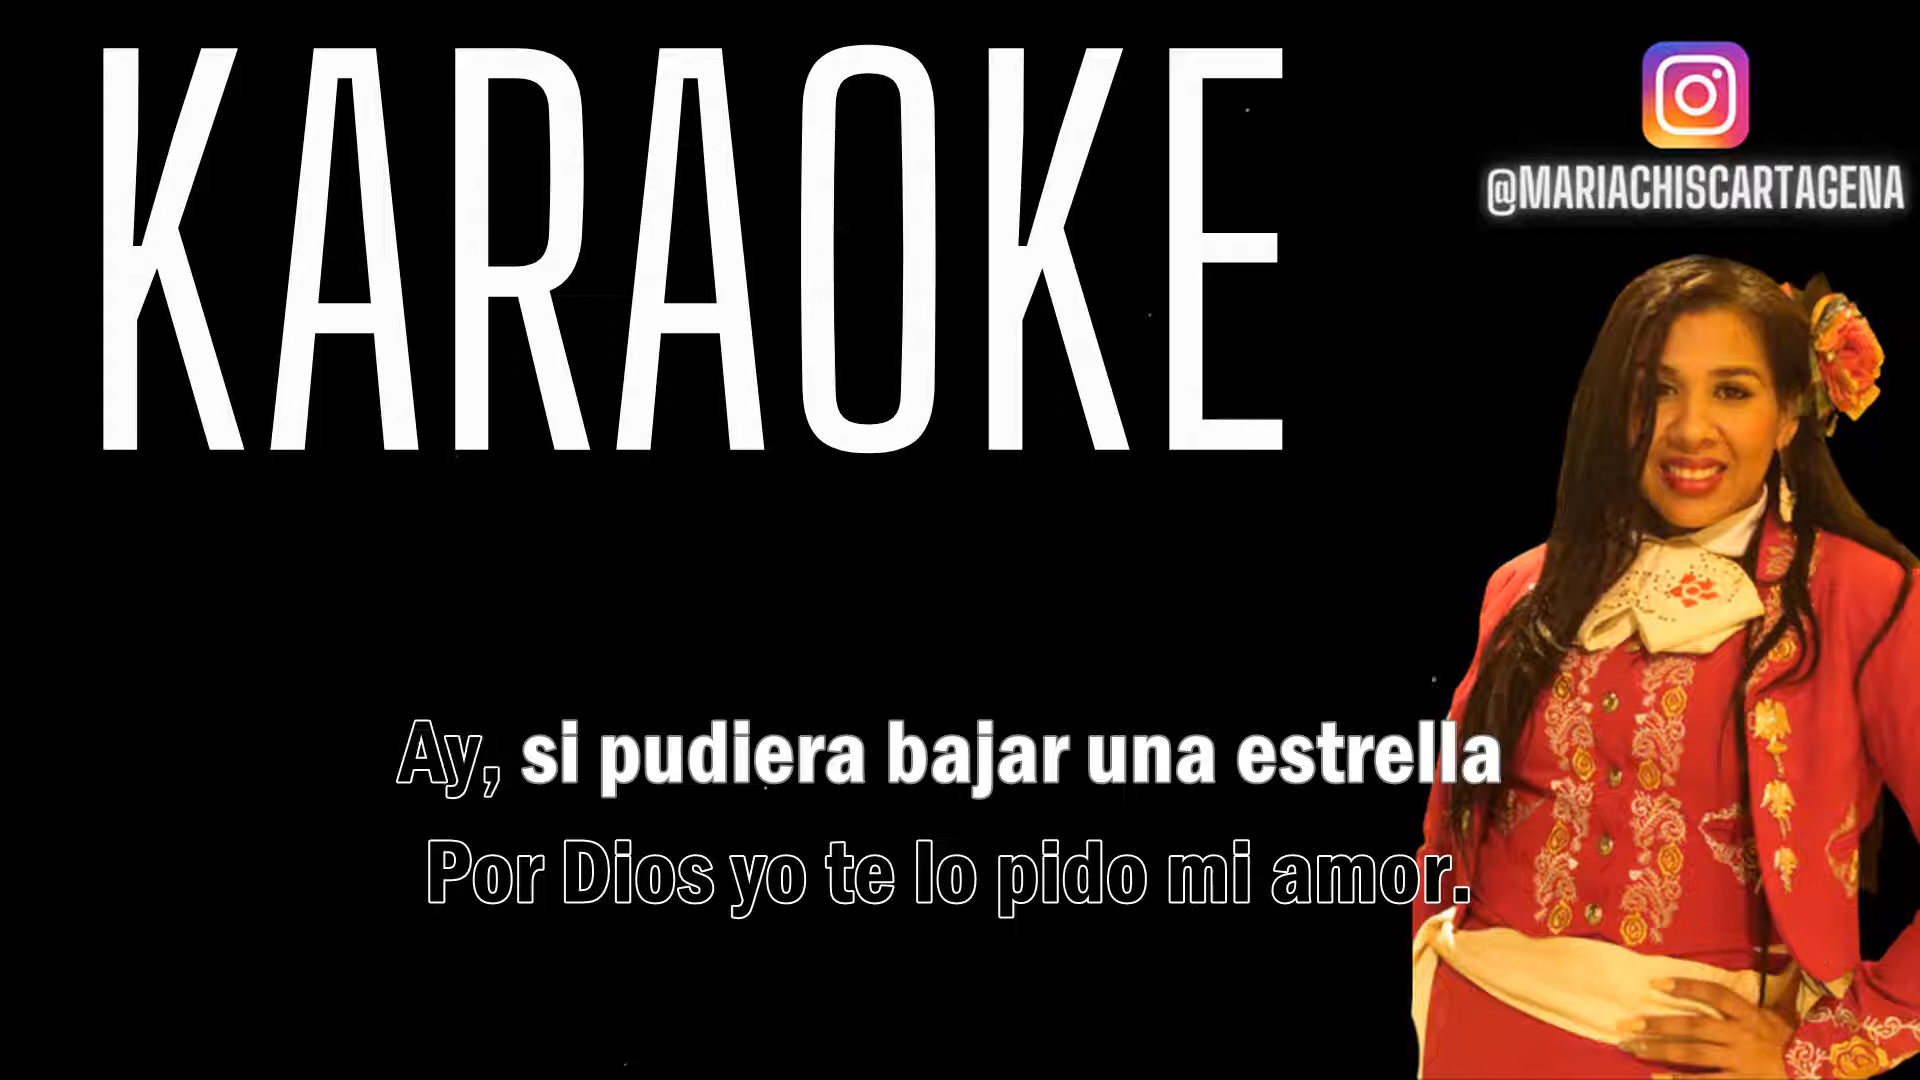 KARAOKE
@MARIACHISCARTAGENA
Ay, si pudiera bajar una estrella
Por Dios yo te lo pido mi amor.